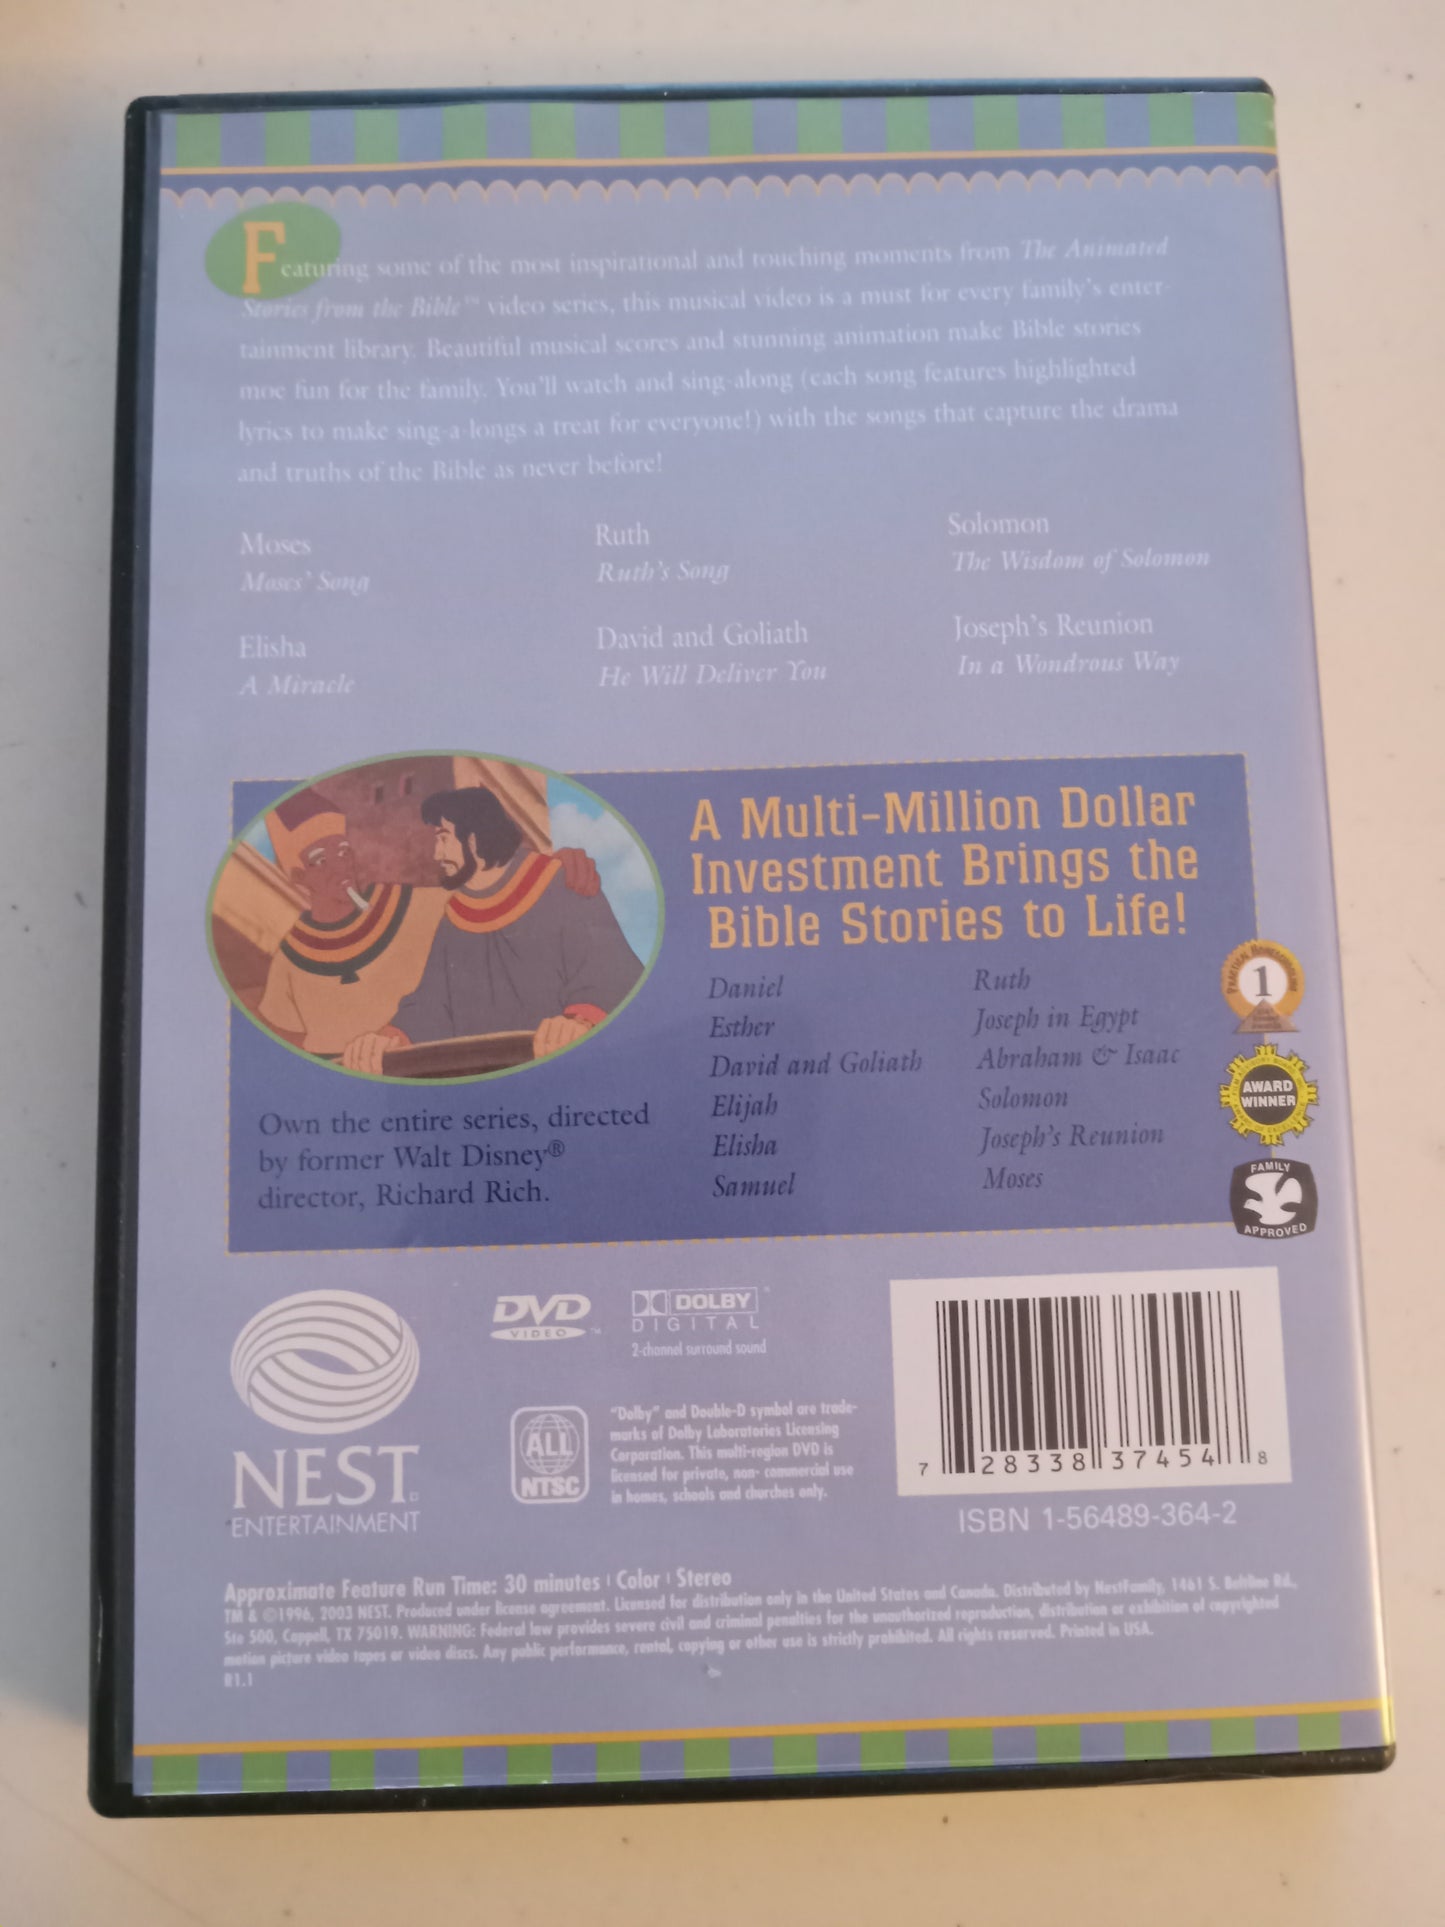 Featuring some of the most inspirational and touching moments from The Animated
Stories from the Bible™ video series, this musical video is a must for every family's enter-
tainment library. Beautiful musical scores and stunning animation make Bible stories
moe fun for the family. You'll watch and sing-along (each song features highlighted
lyrics to make sing-a-longs a treat for everyone!) with the songs that capture the drama
and truths of the Bible as never before!
Moses
Moses' Song
Ruth
Ruth's Song
Solomon
The Wisdom of Solomon
Elisha
A Miracle
David and Goliath
He Will Deliver You
Joseph's Reunion
In a Wondrous Way
A Multi-Million Dollar
Investment Brings the
Bible Stories to Life!
Daniel
Esther
David and Goliath
Elijah
Elisha
Samuel
Ruth
Joseph in Egypt
Abraham & Isaac
Solomon
Joseph's Reunion
Moses
Own the entire series, directed
by former Walt Disney®
director, Richard Rich.
PRACTICAL HOMESCHOOLING
1
AWARD
WINNER
FAMILY
APPROVED
NEST
ENTERTAINMENT
DVD
VIDEO™
DOLBY
DIGITAL
2-channel surround sound
ALL
NTSC
"Dolby" and Double-D symbol are trade-
marks of Dolby Laboratories Licensing
Corporation. This multi-region DVD is
licensed for private, non- commercial use
in homes, schools and churches only.
7 28338 37454 8
ISBN 1-56489-364-2
Approximate Feature Run Time: 30 minutes | Color | Stereo
TM & ©1996, 2003 NEST. Produced under license agreement. Licensed for distribution only in the United States and Canada. Distributed by NestFamily, 1461 S. Beltline Rd.,
Ste 500, Coppell, TX 75019. WARNING: Federal law provides severe civil and criminal penalties for the unauthorized reproduction, distribution or exhibition of copyrighted
motion picture video tapes or video discs. Any public performance, rental, copying or other use is strictly prohibited. All rights reserved. Printed in USA.
R1.1